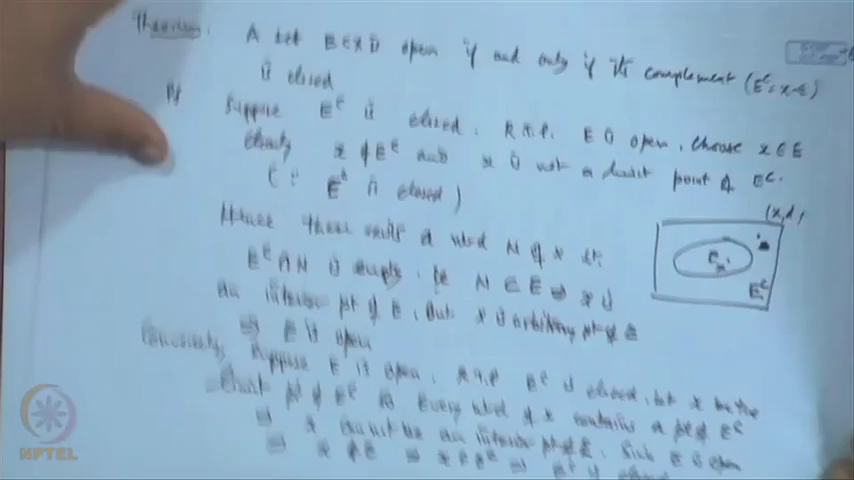 Theorem. A set E⊂X is open if and only if its complement (E^c = X-E)
is closed
Pf Suppose E^c is closed. R.T.P. E is open. Choose x ∈ E
clearly x ∉ E^c and x is not a limit point of E^c.
(∵ E^c is closed)
Hence there exists a nbd N of x st.
E^c ∩ N is empty. ie N ⊂ E ⇒ x is
an interior pt of E. But x is arbitrary pt of E
⇒ E is open
Conversely, Suppose E is open. R.T.P E^c is closed. Let x be the
limit pt of E^c ⇒ every nbd of x contains a pt of E^c
⇒ x cannot be an interior pt of E. Since E is open
⇒ x ∉ E ⇒ x ∈ E^c ⇒ E^c is closed
(X,d)
E
x
E^c
NPTEL